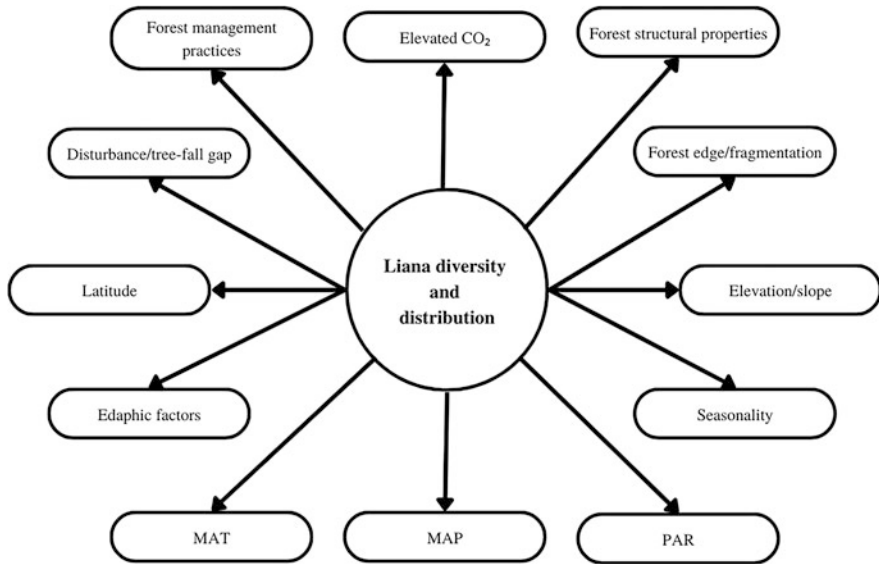 Forest management
practices
Elevated CO₂
Forest structural properties
Disturbance/tree-fall gap
Forest edge/fragmentation
Liana diversity
and
distribution
Latitude
Elevation/slope
Edaphic factors
Seasonality
MAT
MAP
PAR